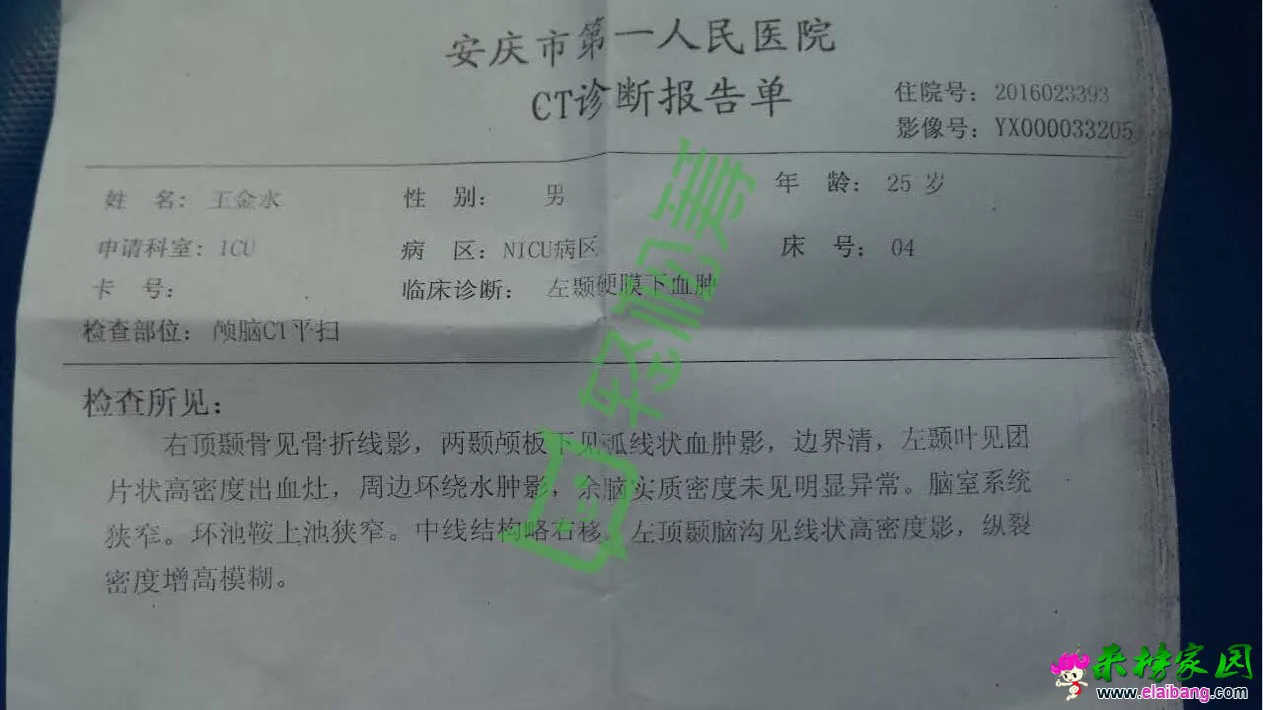 安庆市第一人民医院
CT诊断报告单
住院号：2016023393
影像号：YX000033205
姓 名：王金水 性 别： 男 年 龄： 25 岁
申请科室：ICU 病 区：NICU病区 床 号： 04
卡 号： 临床诊断： 左颞硬膜下血肿
检查部位： 颅脑CT平扫
检查所见：
右顶颞骨见骨折线影，两颞颅板下见弧线状血肿影，边界清，左颞叶见团
片状高密度出血灶，周边环绕水肿影，余脑实质密度未见明显异常。脑室系统
狭窄。环池鞍上池狭窄。中线结构略右移。左顶颞脑沟见线状高密度影，纵裂
密度增高模糊。
轻松筹
来榜家园
www.elaibang.com